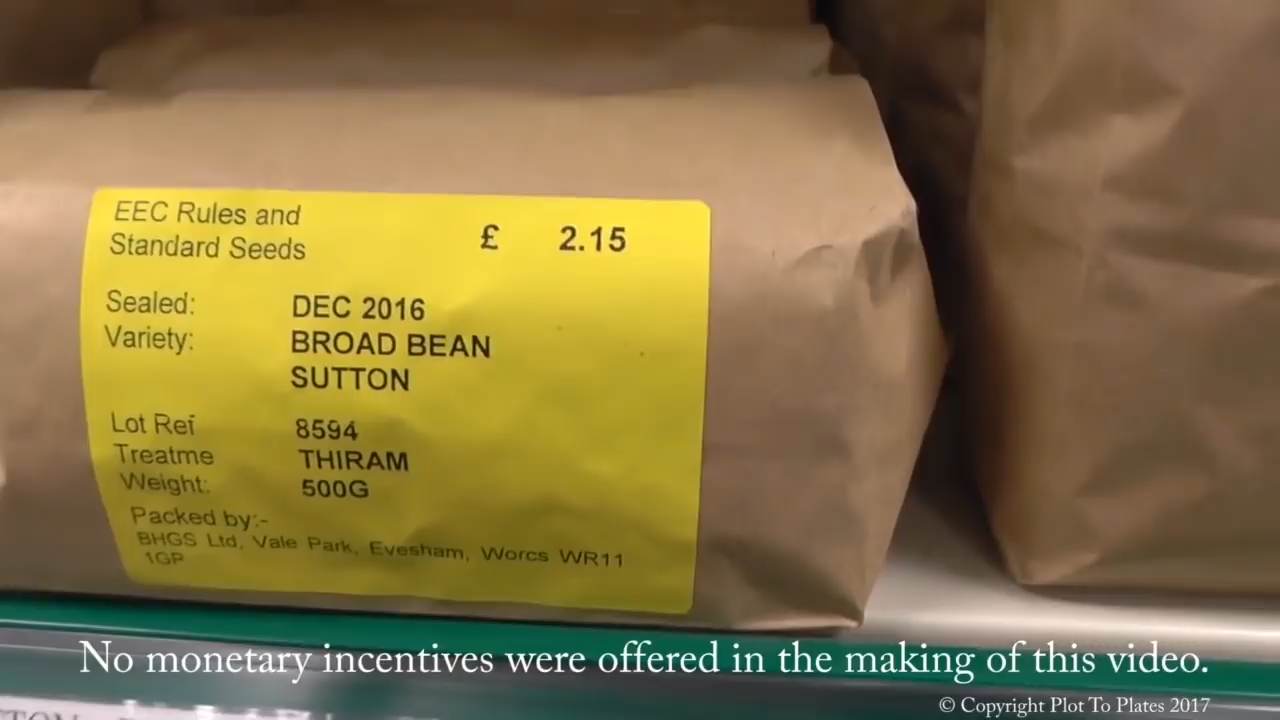 EEC Rules and
Standard Seeds
£ 2.15
Sealed: DEC 2016
Variety: BROAD BEAN
SUTTON
Lot Ref 8594
Treatme THIRAM
Weight: 500G
Packed by:-
BHGS Ltd, Vale Park, Evesham, Worcs WR11
1GP
No monetary incentives were offered in the making of this video.
© Copyright Plot To Plates 2017